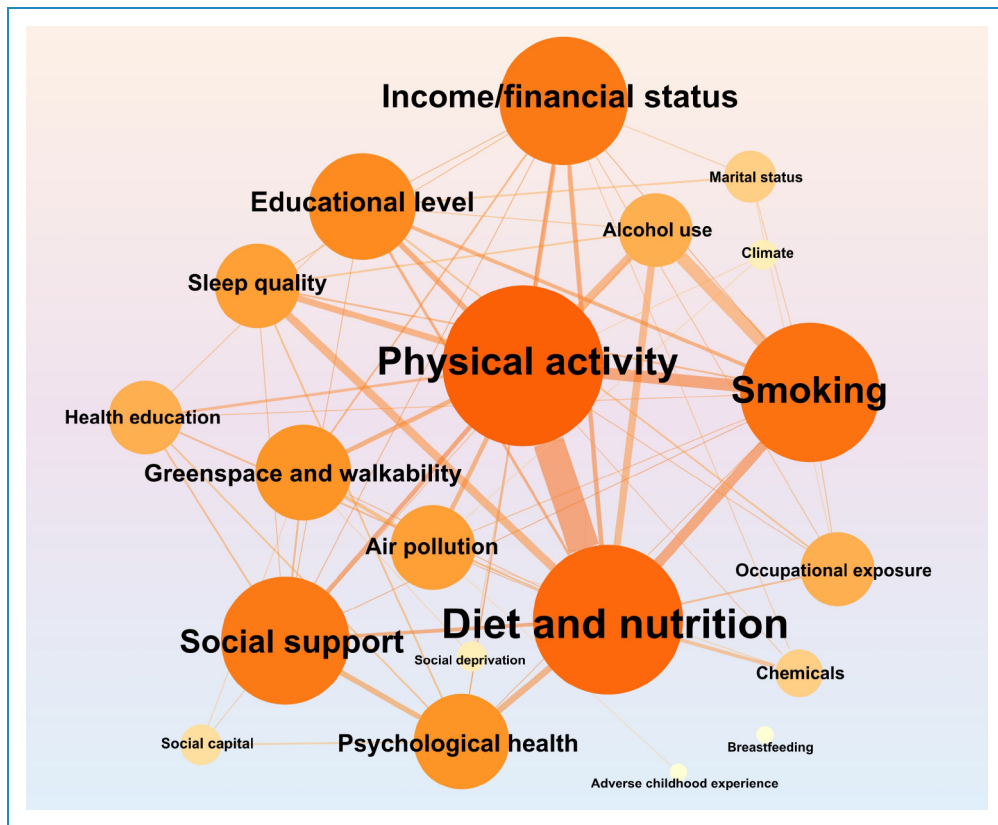 Income/financial status
Marital status
Educational level
Alcohol use
Climate
Sleep quality
Physical activity
Smoking
Health education
Greenspace and walkability
Air pollution
Occupational exposure
Diet and nutrition
Social support
Social deprivation
Chemicals
Social capital
Psychological health
Breastfeeding
Adverse childhood experience